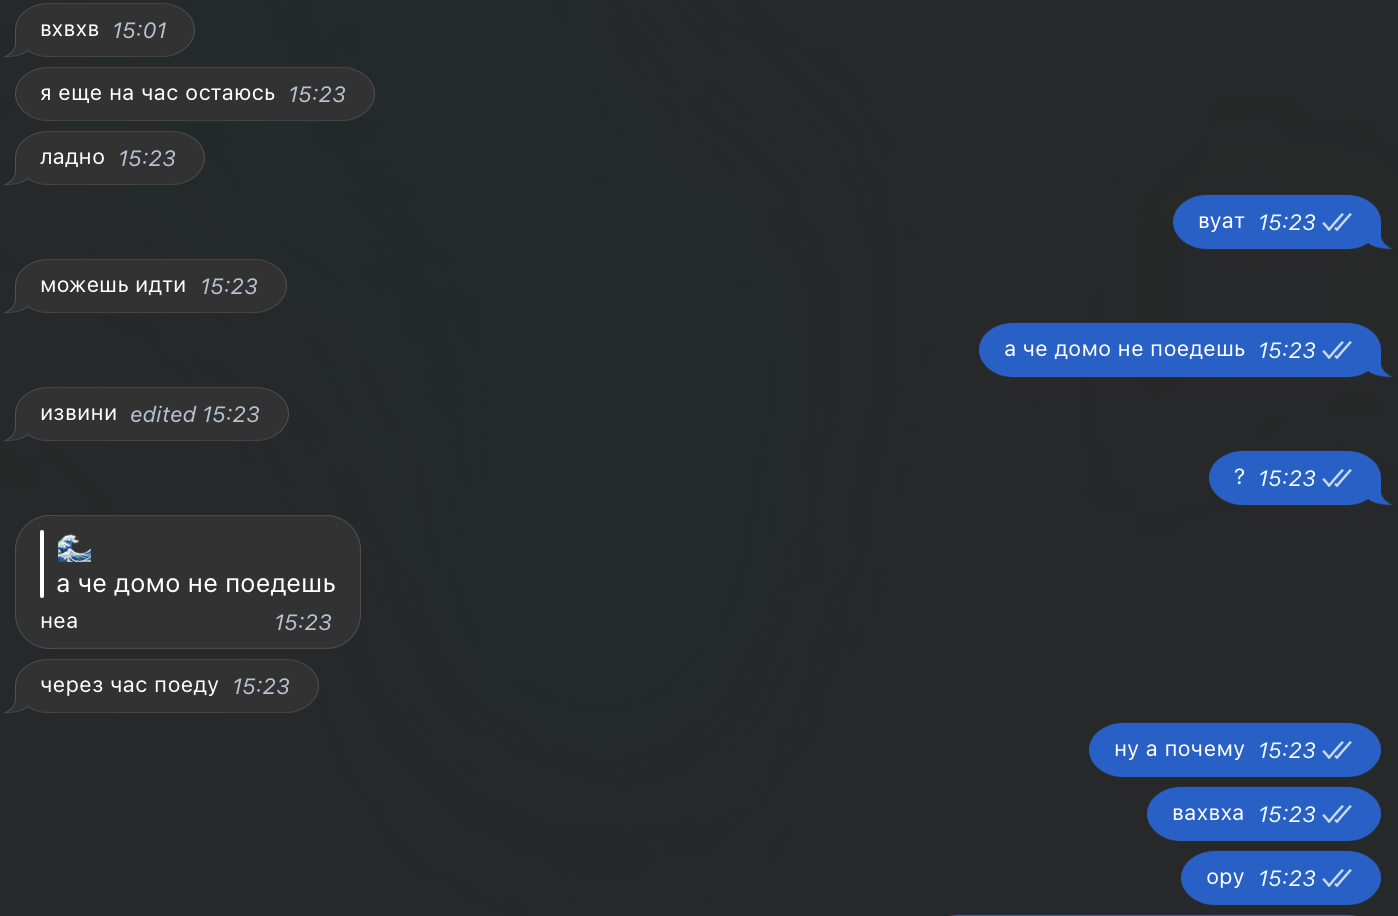 вхвхв 15:01
я еще на час остаюсь 15:23
ладно 15:23
вуат 15:23
можешь идти 15:23
а че домо не поедешь 15:23
извини edited 15:23
? 15:23
🌊
а че домо не поедешь
неа 15:23
через час поеду 15:23
ну а почему 15:23
вахвха 15:23
ору 15:23